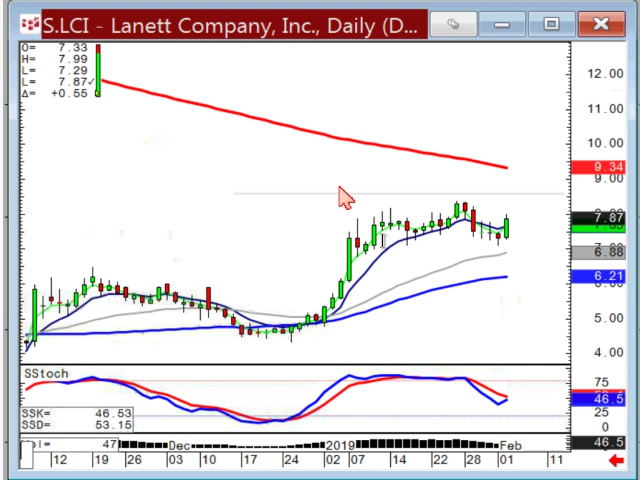 S.LCI - Lanett Company, Inc., Daily (D...
O= 7.33
H= 7.99
L= 7.29
L= 7.87✓
Δ= +0.55
12.00
11.00
10.00
9.34
9.00
7.87
6.88
6.21
5.00
4.00
SStoch
75
46.5
25
0
SSK= 46.53
SSD= 53.15
47
Dec 2019 Feb
46.5
12 19 26 03 10 17 24 02 07 14 22 28 01 11